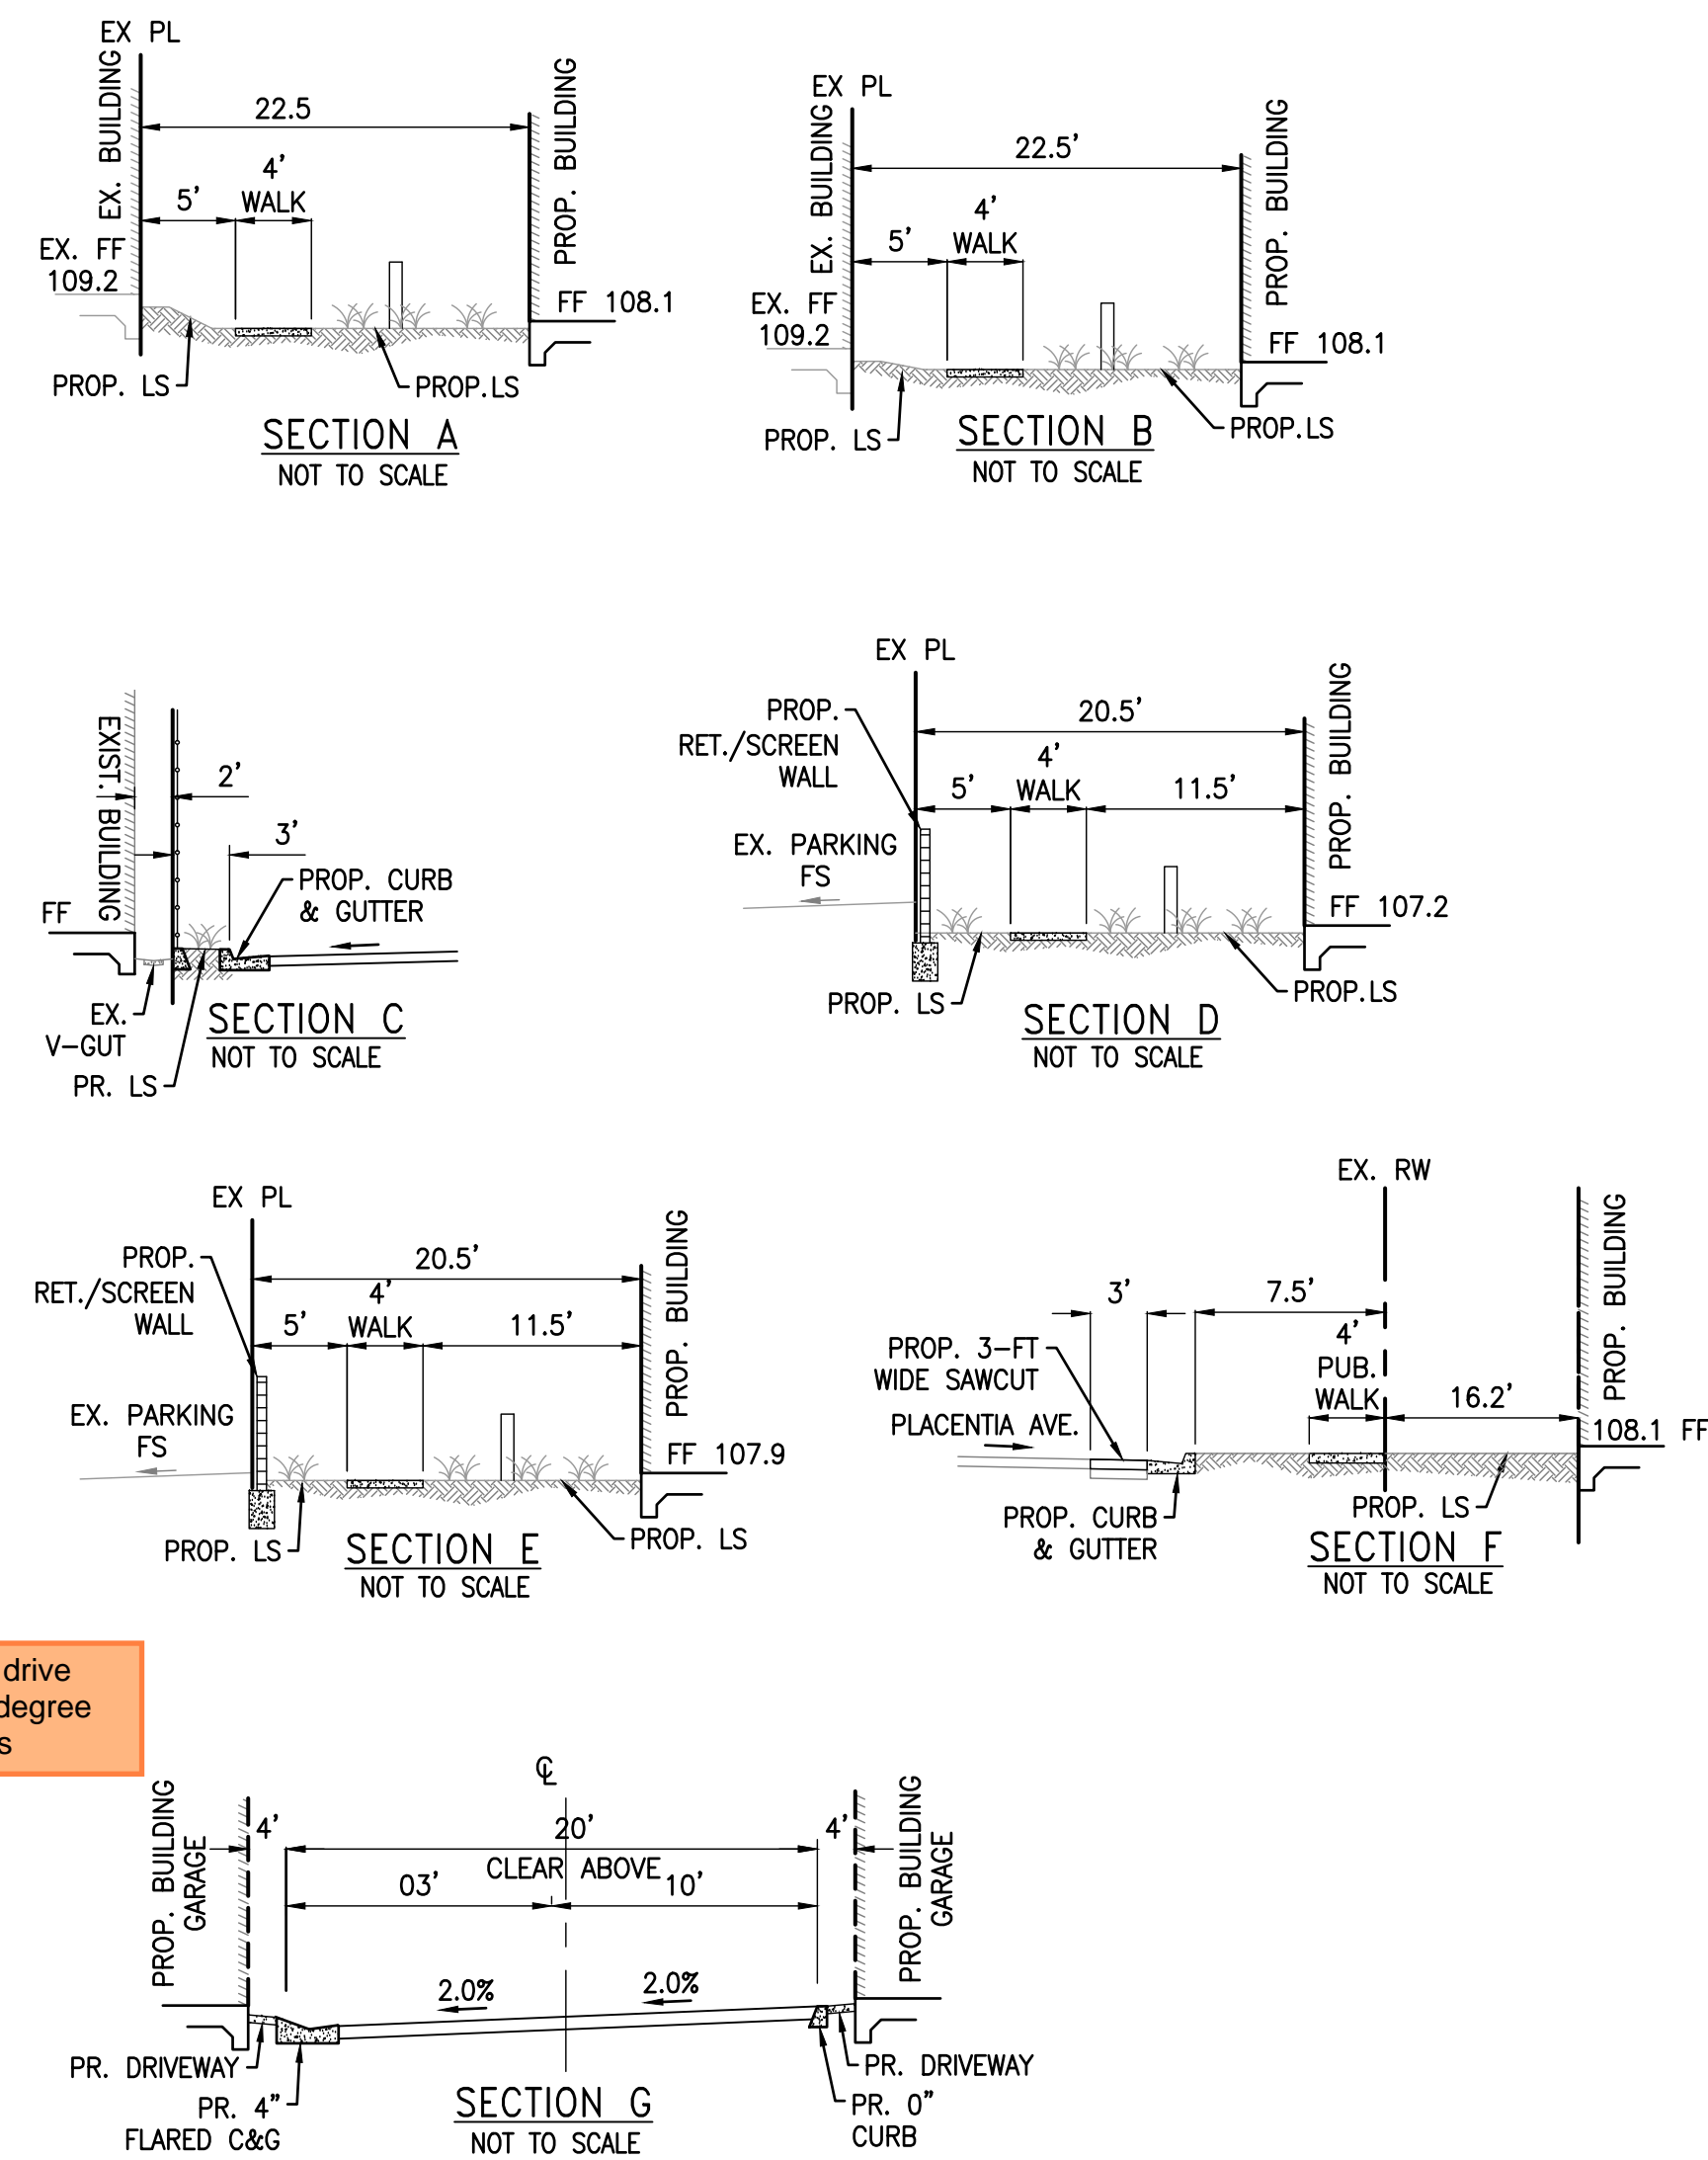 EX PL
EX. BUILDING
22.5
PROP. BUILDING
4'
WALK
5'
EX. FF
109.2
FF 108.1
PROP. LS
PROP.LS
SECTION A
NOT TO SCALE
EX PL
EX. BUILDING
22.5'
PROP. BUILDING
4'
WALK
5'
EX. FF
109.2
FF 108.1
PROP. LS
PROP.LS
SECTION B
NOT TO SCALE
EXIST. BUILDING
2'
3'
PROP. CURB
& GUTTER
FF
EX.
V-GUT
PR. LS
SECTION C
NOT TO SCALE
EX PL
PROP.
RET./SCREEN
WALL
20.5'
PROP. BUILDING
4'
WALK
5'
11.5'
EX. PARKING
FS
FF 107.2
PROP. LS
PROP.LS
SECTION D
NOT TO SCALE
EX PL
PROP.
RET./SCREEN
WALL
20.5'
PROP. BUILDING
4'
WALK
5'
11.5'
EX. PARKING
FS
FF 107.9
PROP. LS
PROP. LS
SECTION E
NOT TO SCALE
EX. RW
PROP. BUILDING
3'
7.5'
4'
PUB.
WALK
16.2'
PROP. 3-FT
WIDE SAWCUT
PLACENTIA AVE.
108.1 FF
PROP. LS
PROP. CURB
& GUTTER
SECTION F
NOT TO SCALE
drive
degree
s
CL
PROP. BUILDING
GARAGE
4'
20'
CLEAR ABOVE
4'
PROP. BUILDING
GARAGE
03'
10'
2.0%
2.0%
PR. DRIVEWAY
PR. 4"
FLARED C&G
PR. DRIVEWAY
PR. 0"
CURB
SECTION G
NOT TO SCALE